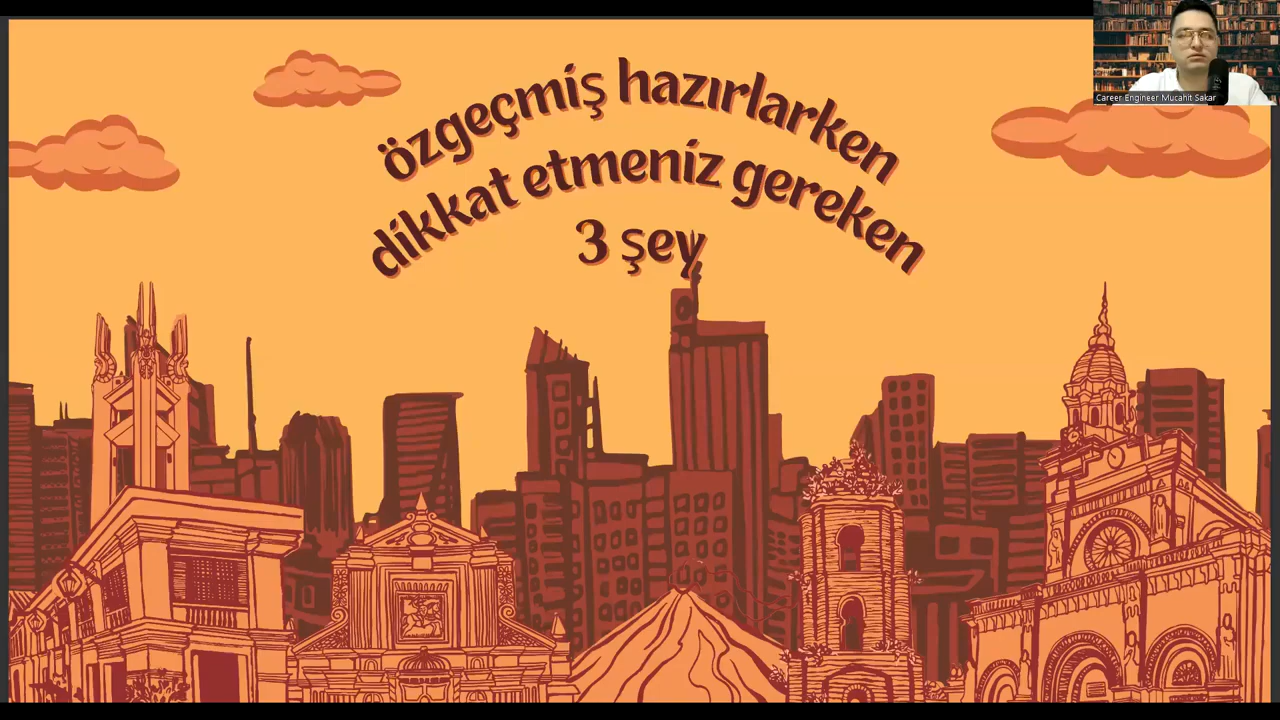 özgeçmiş hazırlarken
dikkat etmeniz gereken
3 şey
Career Engineer Mucahit Sakar